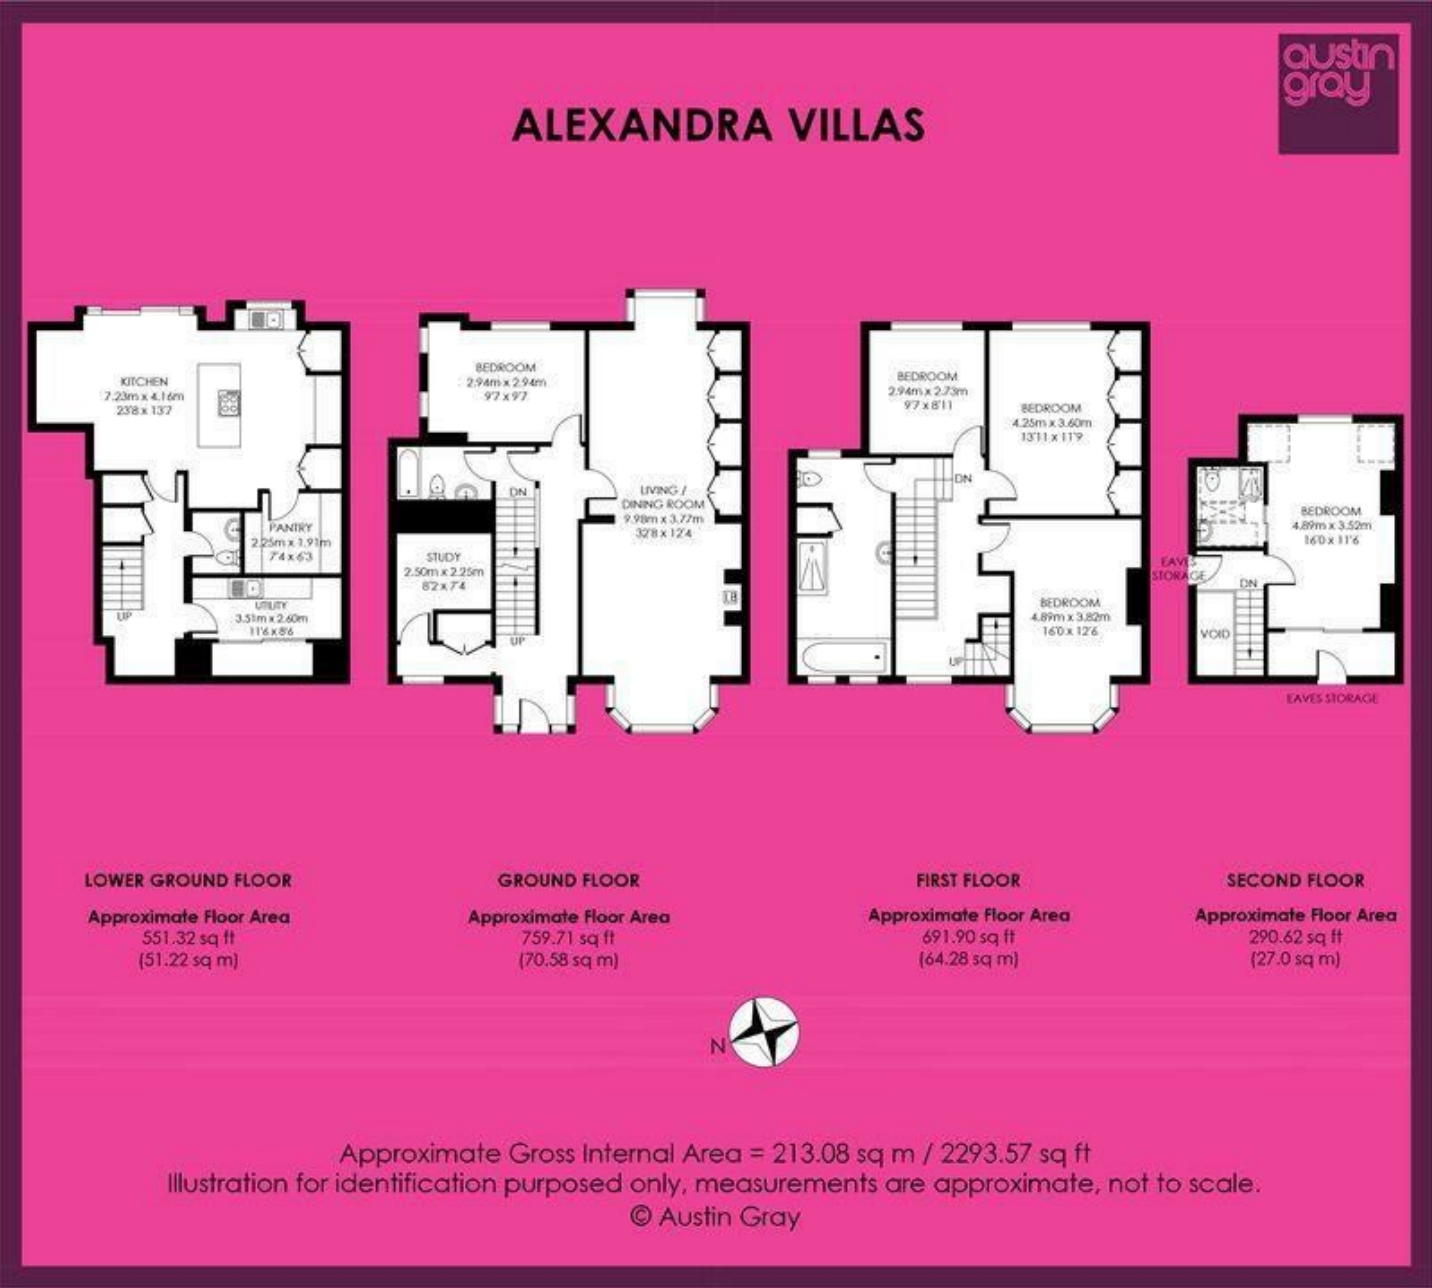 austin
gray
ALEXANDRA VILLAS
KITCHEN
7.23m x 4.16m
23'8 x 13'7
PANTRY
2.25m x 1.91m
7'4 x 6'3
UP
UTILITY
3.51m x 2.60m
11'6 x 8'6
BEDROOM
2.94m x 2.94m
9'7 x 9'7
DN
LIVING /
DINING ROOM
9.98m x 3.77m
32'8 x 12'4
STUDY
2.50m x 2.25m
8'2 x 7'4
UP
BEDROOM
2.94m x 2.73m
9'7 x 8'11
BEDROOM
4.25m x 3.60m
13'11 x 11'9
DN
BEDROOM
4.89m x 3.82m
16'0 x 12'6
UP
BEDROOM
4.89m x 3.52m
16'0 x 11'6
EAVES
STORAGE
DN
VOID
EAVES STORAGE
LOWER GROUND FLOOR
Approximate Floor Area
551.32 sq ft
(51.22 sq m)
GROUND FLOOR
Approximate Floor Area
759.71 sq ft
(70.58 sq m)
FIRST FLOOR
Approximate Floor Area
691.90 sq ft
(64.28 sq m)
SECOND FLOOR
Approximate Floor Area
290.62 sq ft
(27.0 sq m)
N
Approximate Gross Internal Area = 213.08 sq m / 2293.57 sq ft
Illustration for identification purposed only, measurements are approximate, not to scale.
© Austin Gray